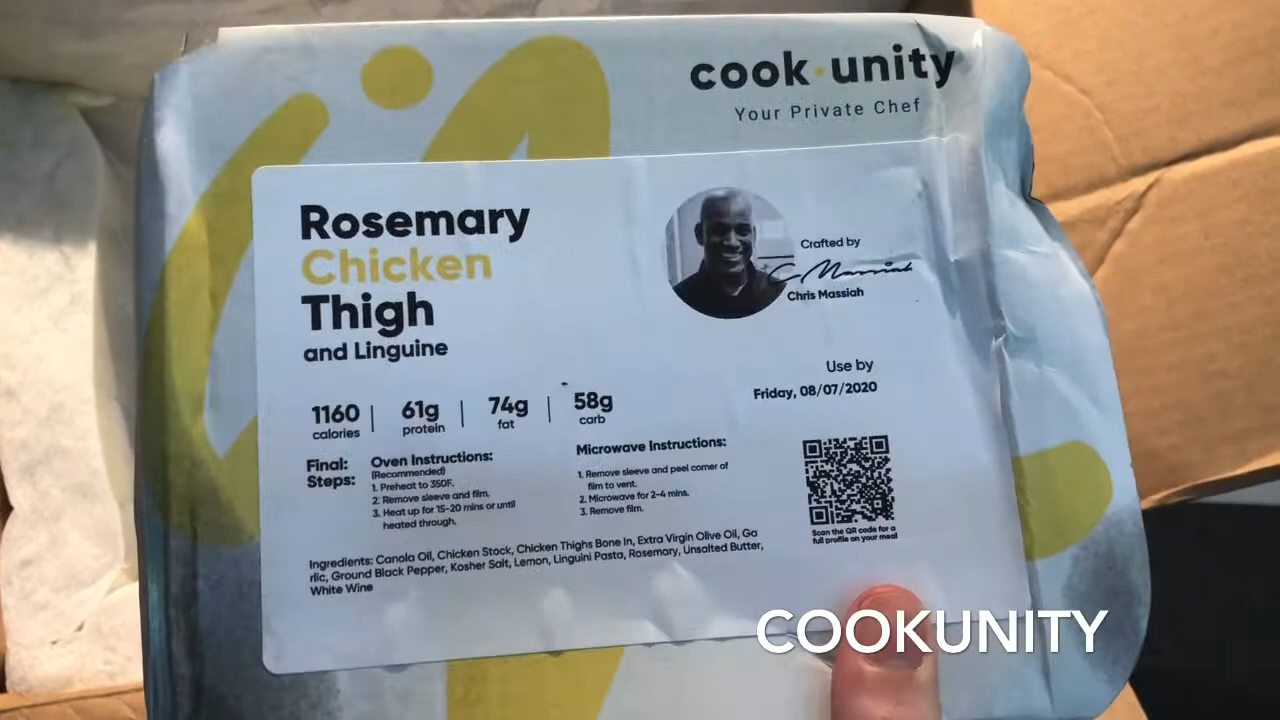 cook·unity
Your Private Chef
Rosemary
Chicken
Thigh
and Linguine
Crafted by
C Massiah
Chris Massiah
Use by
Friday, 08/07/2020
1160
calories
61g
protein
74g
fat
58g
carb
Final:
Steps:
Oven Instructions:
(Recommended)
1. Preheat to 350F.
2. Remove sleeve and film.
3. Heat up for 15-20 mins or until
heated through.
Microwave Instructions:
1. Remove sleeve and peel corner of
film to vent.
2. Microwave for 2-4 mins.
3. Remove film.
Scan the QR code for a
full profile on your meal
Ingredients: Canola Oil, Chicken Stock, Chicken Thighs Bone In, Extra Virgin Olive Oil, Ga
rlic, Ground Black Pepper, Kosher Salt, Lemon, Linguini Pasta, Rosemary, Unsalted Butter,
White Wine
COOKUNITY